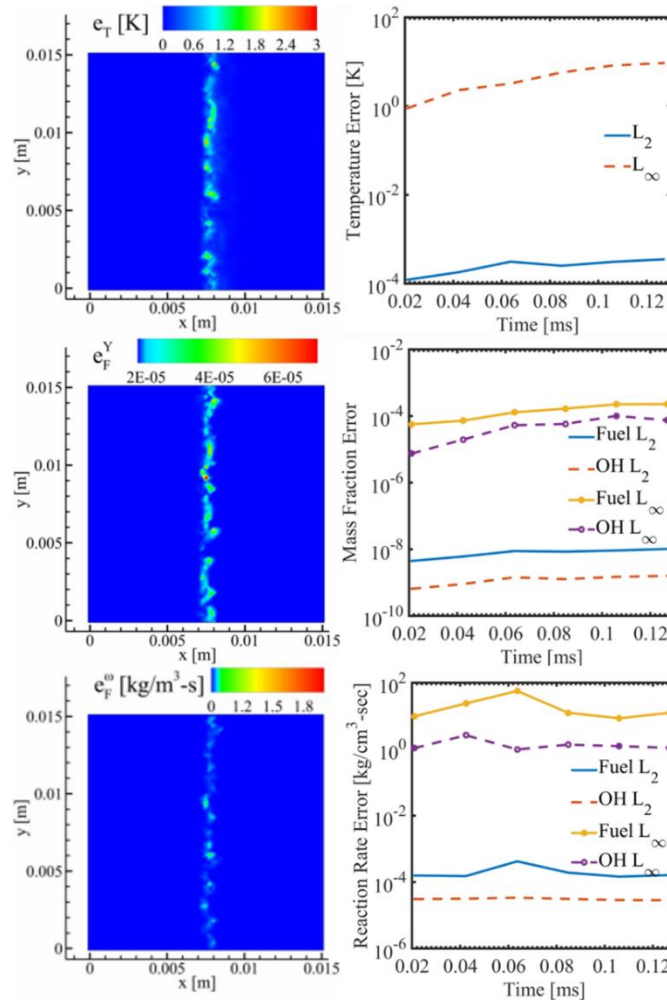 e_T [K]
0 0.6 1.2 1.8 2.4 3
0.015
0.01
0.005
0
y [m]
0 0.005 0.01 0.015
x [m]
10^2
10^0
10^-2
10^-4
Temperature Error [K]
L_2
L_∞
0.02 0.04 0.06 0.08 0.1 0.12
Time [ms]
e_F^Y
2E-05 4E-05 6E-05
0.015
0.01
0.005
0
y [m]
0 0.005 0.01 0.015
x [m]
10^-2
10^-4
10^-6
10^-8
10^-10
Mass Fraction Error
Fuel L_2
OH L_2
Fuel L_∞
OH L_∞
0.02 0.04 0.06 0.08 0.1 0.12
Time [ms]
e_F^ω [kg/m^3-s]
0 1.2 1.5 1.8
0.015
0.01
0.005
0
y [m]
0 0.005 0.01 0.015
x [m]
10^2
10^0
10^-2
10^-4
10^-6
Reaction Rate Error [kg/cm^3-sec]
Fuel L_2
OH L_2
Fuel L_∞
OH L_∞
0.02 0.04 0.06 0.08 0.1 0.12
Time [ms]